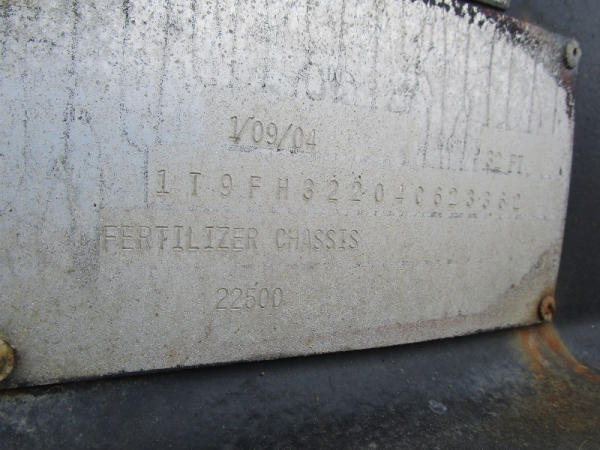 1/09/04
32 FT
1T9FH322040623362
FERTILIZER CHASSIS
22500